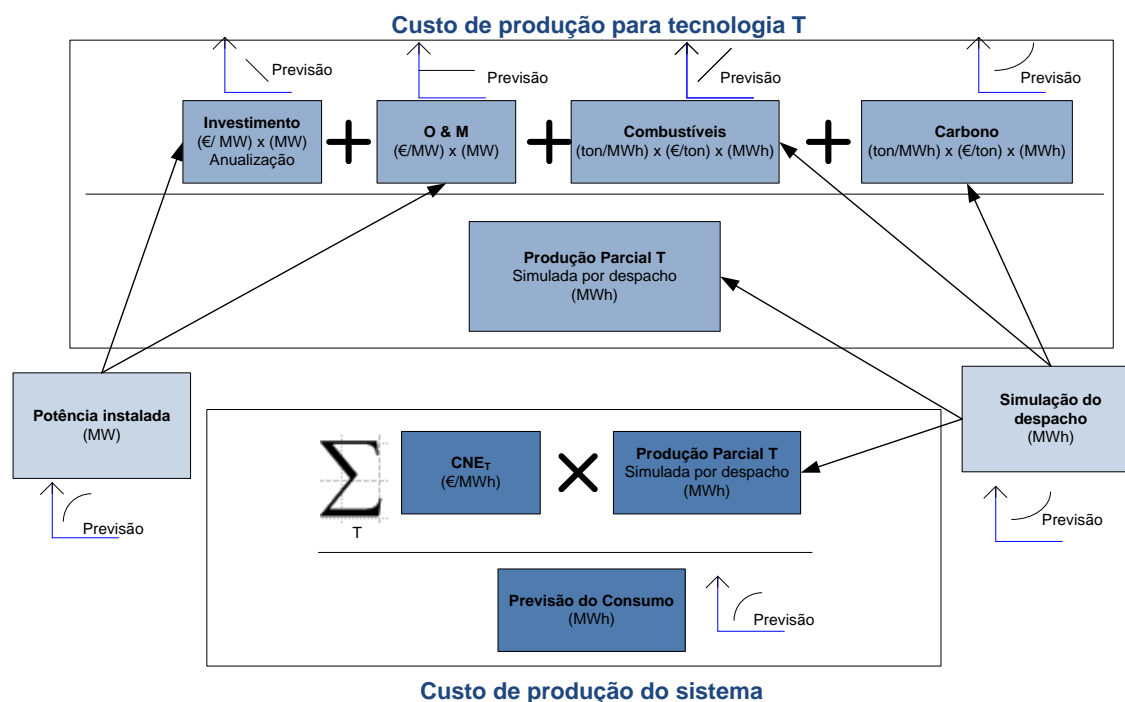 Custo de produção para tecnologia T
Previsão
Previsão
Previsão
Previsão
Investimento
(€/ MW) x (MW)
Anualização
+
O & M
(€/MW) x (MW)
+
Combustíveis
(ton/MWh) x (€/ton) x (MWh)
+
Carbono
(ton/MWh) x (€/ton) x (MWh)
Produção Parcial T
Simulada por despacho
(MWh)
Potência instalada
(MW)
Previsão
Simulação do
despacho
(MWh)
Previsão
Σ
T
CNET
(€/MWh)
×
Produção Parcial T
Simulada por despacho
(MWh)
Previsão do Consumo
(MWh)
Previsão
Custo de produção do sistema